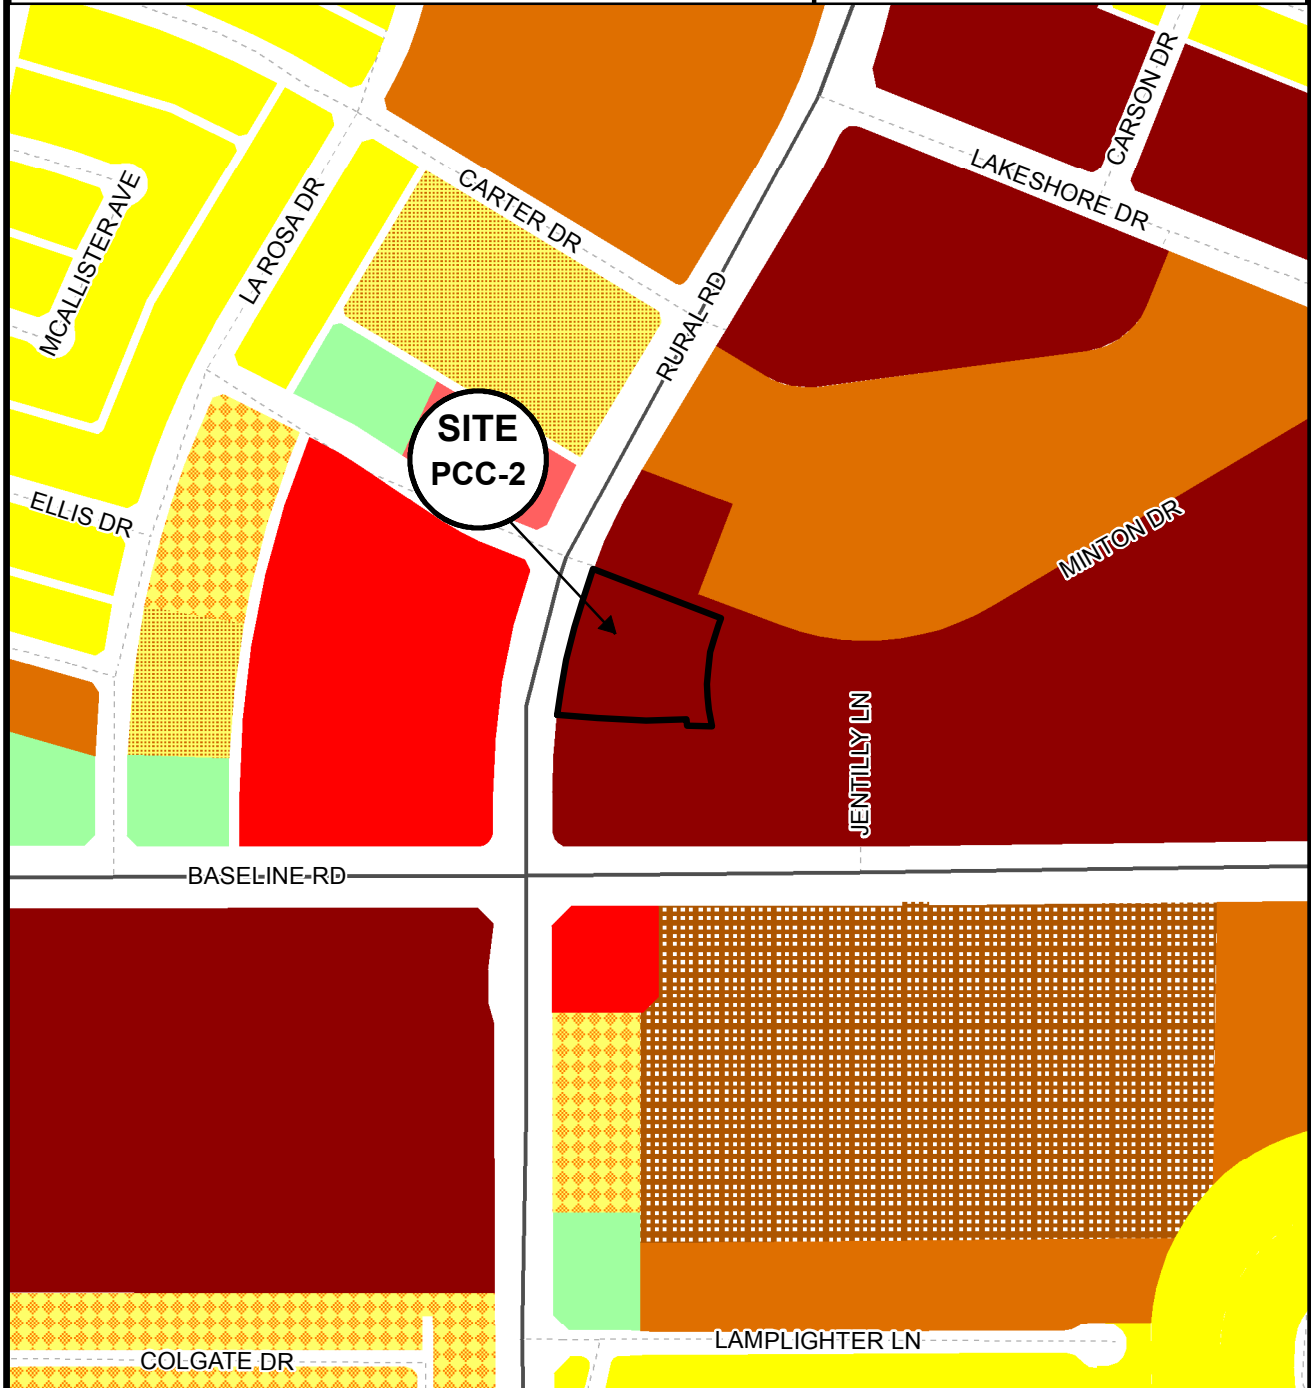 CARSON DR
LAKESHORE DR
CARTER DR
MCALLISTER AVE
LA ROSA DR
RURAL RD
SITE
PCC-2
ELLIS DR
MINTON DR
JENTILLY LN
BASELINE RD
LAMPLIGHTER LN
COLGATE DR